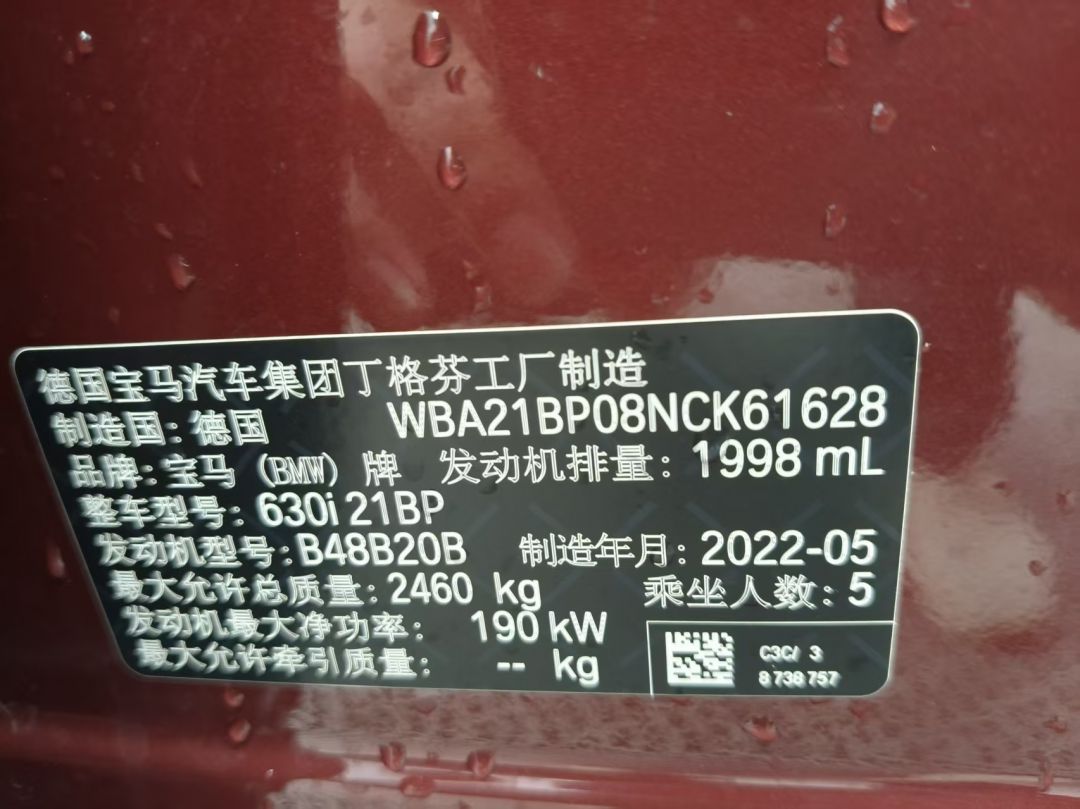 德国宝马汽车集团丁格芬工厂制造
制造国：德国 WBA21BP08NCK61628
品牌：宝马 (BMW) 牌 发动机排量：1998 mL
整车型号：630i 21BP
发动机型号：B48B20B 制造年月：2022-05
最大允许总质量：2460 kg 乘坐人数：5
发动机最大净功率： 190 kW
最大允许牵引质量： -- kg
C3C/ 3
8 738 757